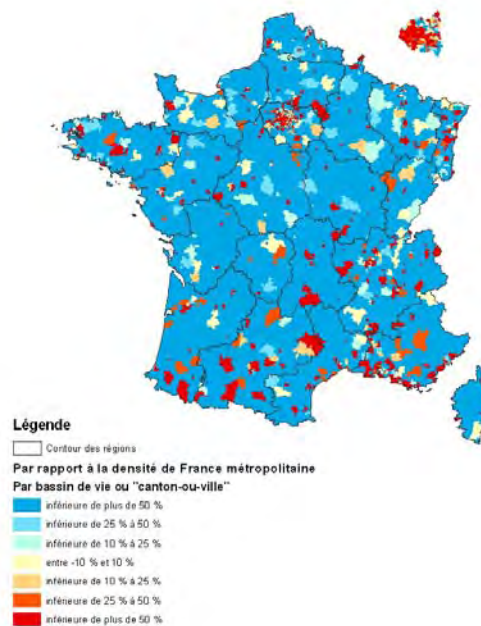 Légende
Contour des régions
Par rapport à la densité de France métropolitaine
Par bassin de vie ou "canton-ou-ville"
inférieure de plus de 50 %
inférieure de 25 % à 50 %
inférieure de 10 % à 25 %
entre -10 % et 10 %
inférieure de 10 % à 25 %
inférieure de 25 % à 50 %
inférieure de plus de 50 %